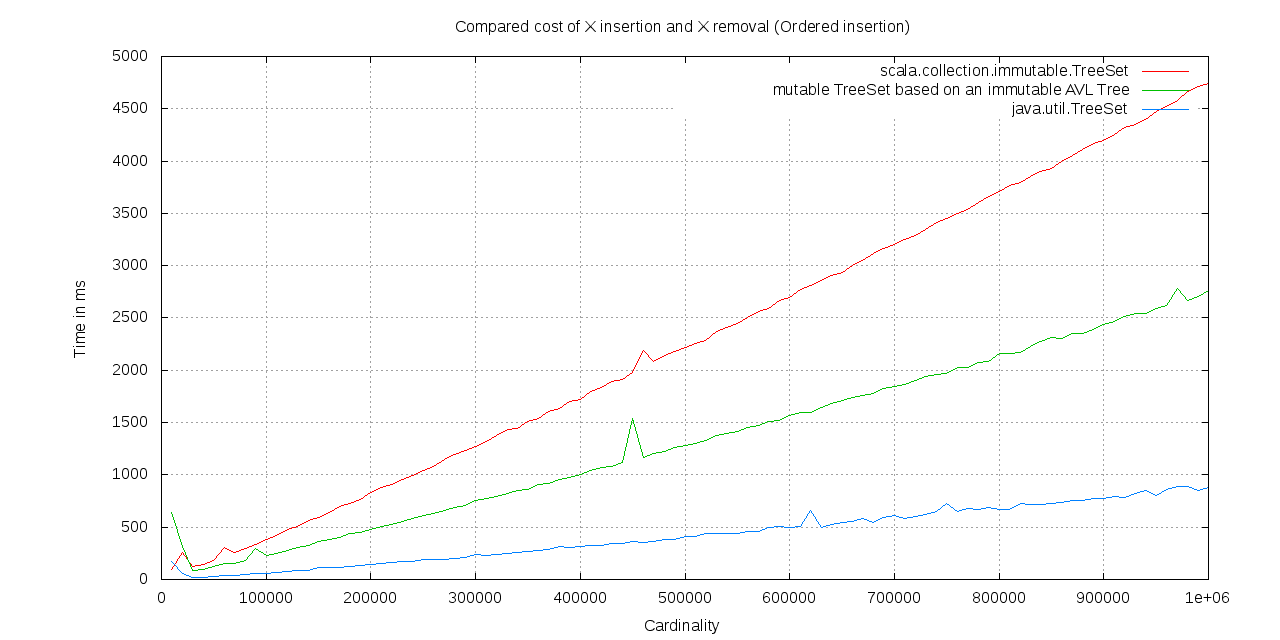 Compared cost of X insertion and X removal (Ordered insertion)
5000
4500
4000
3500
3000
2500
2000
1500
1000
500
0
Time in ms
scala.collection.immutable.TreeSet
mutable TreeSet based on an immutable AVL Tree
java.util.TreeSet
0 100000 200000 300000 400000 500000 600000 700000 800000 900000 1e+06
Cardinality